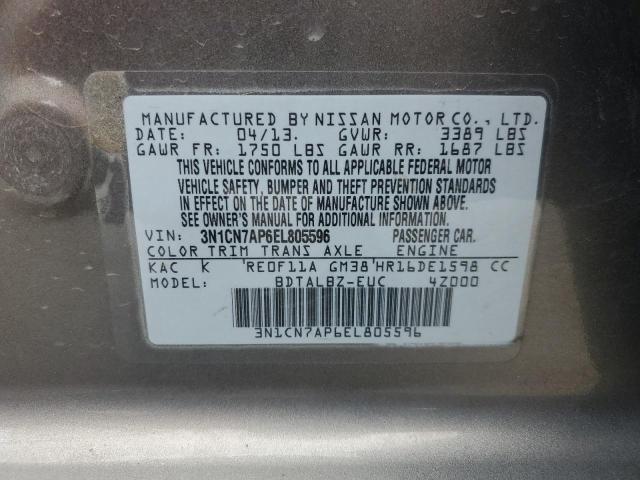 MANUFACTURED BY NISSAN MOTOR CO., LTD.
DATE: 04/13. GVWR: 3389 LBS
GAWR FR: 1750 LBS GAWR RR: 1687 LBS
THIS VEHICLE CONFORMS TO ALL APPLICABLE FEDERAL MOTOR
VEHICLE SAFETY, BUMPER AND THEFT PREVENTION STANDARDS
IN EFFECT ON THE DATE OF MANUFACTURE SHOWN ABOVE.
SEE OWNER'S MANUAL FOR ADDITIONAL INFORMATION.
VIN: 3N1CN7AP6EL805596 PASSENGER CAR.
COLOR TRIM TRANS AXLE ENGINE
KAC K RE0F11A GM38 HR16DE1598 CC
MODEL: BDTALBZ-EUC 4Z000
3N1CN7AP6EL805596